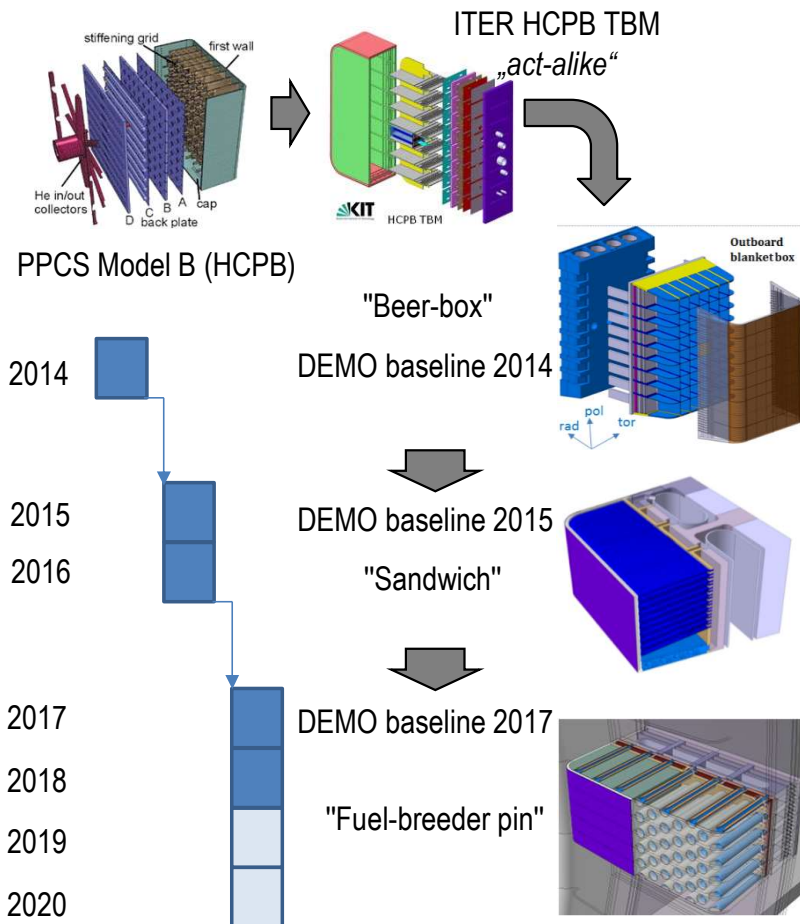 ITER HCPB TBM
„act-alike“
stiffening grid
first wall
He in/out
collectors
D
C
B
A
cap
back plate
KIT
HCPB TBM
PPCS Model B (HCPB)
Outboard
blanket box
"Beer-box"
2014
DEMO baseline 2014
pol
rad
tor
2015
DEMO baseline 2015
2016
"Sandwich"
2017
DEMO baseline 2017
2018
2019
"Fuel-breeder pin"
2020